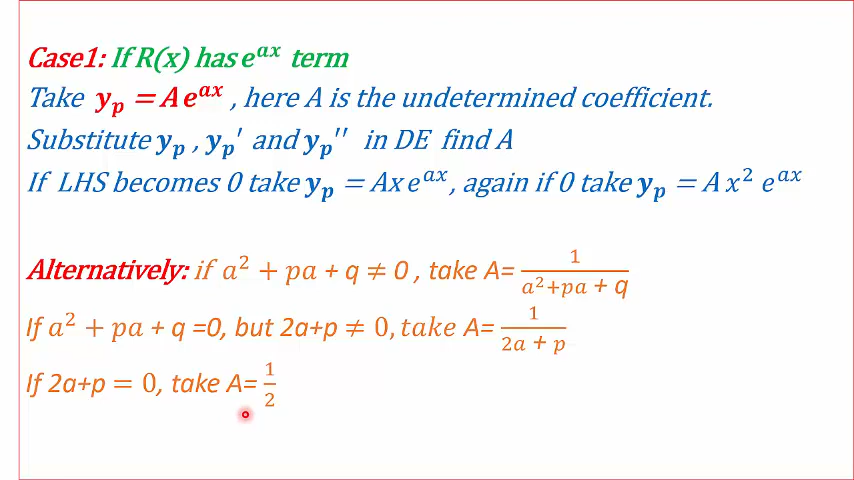 Case1: If R(x) has e^{ax} term
Take y_p = A e^{ax} , here A is the undetermined coefficient.
Substitute y_p , y_p' and y_p'' in DE find A
If LHS becomes 0 take y_p = Ax e^{ax}, again if 0 take y_p = A x^2 e^{ax}
Alternatively: if a^2 + pa + q ≠ 0 , take A= \frac{1}{a^2+pa + q}
If a^2 + pa + q =0, but 2a+p ≠ 0, take A= \frac{1}{2a + p}
If 2a+p = 0, take A= \frac{1}{2}